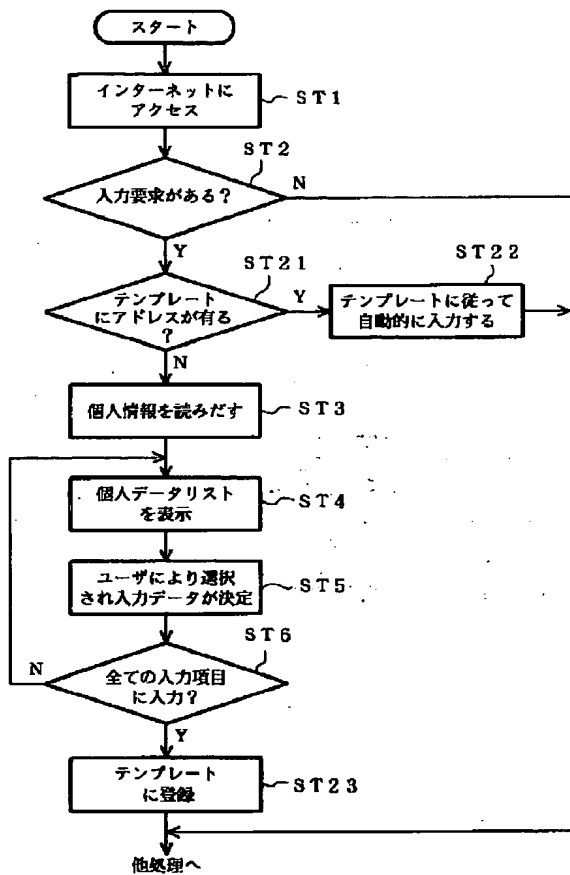 スタート
インターネットに
アクセス
ST1
ST2
入力要求がある?
N
Y
ST21
テンプレート
にアドレスが有る
?
Y
N
ST22
テンプレートに従って
自動的に入力する
個人情報を読みだす
ST3
個人データリスト
を表示
ST4
ユーザにより選択
され入力データが決定
ST5
ST6
全ての入力項目
に入力?
N
Y
テンプレート
に登録
ST23
他処理へ